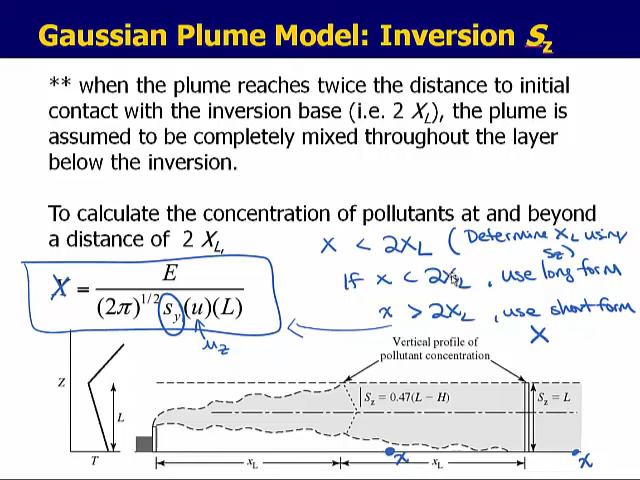 Gaussian Plume Model: Inversion Sz
** when the plume reaches twice the distance to initial
contact with the inversion base (i.e. 2 XL), the plume is
assumed to be completely mixed throughout the layer
below the inversion.
To calculate the concentration of pollutants at and beyond
a distance of 2 XL,
x < 2xL (Determine xL using
sz)
If x < 2xL, use long form
x > 2xL, use short form
X
X = E / (2π)^1/2 sy(u)(L)
uz
Vertical profile of
pollutant concentration
Z
L
T
Sz = 0.47(L − H)
Sz = L
x
x
xL
xL